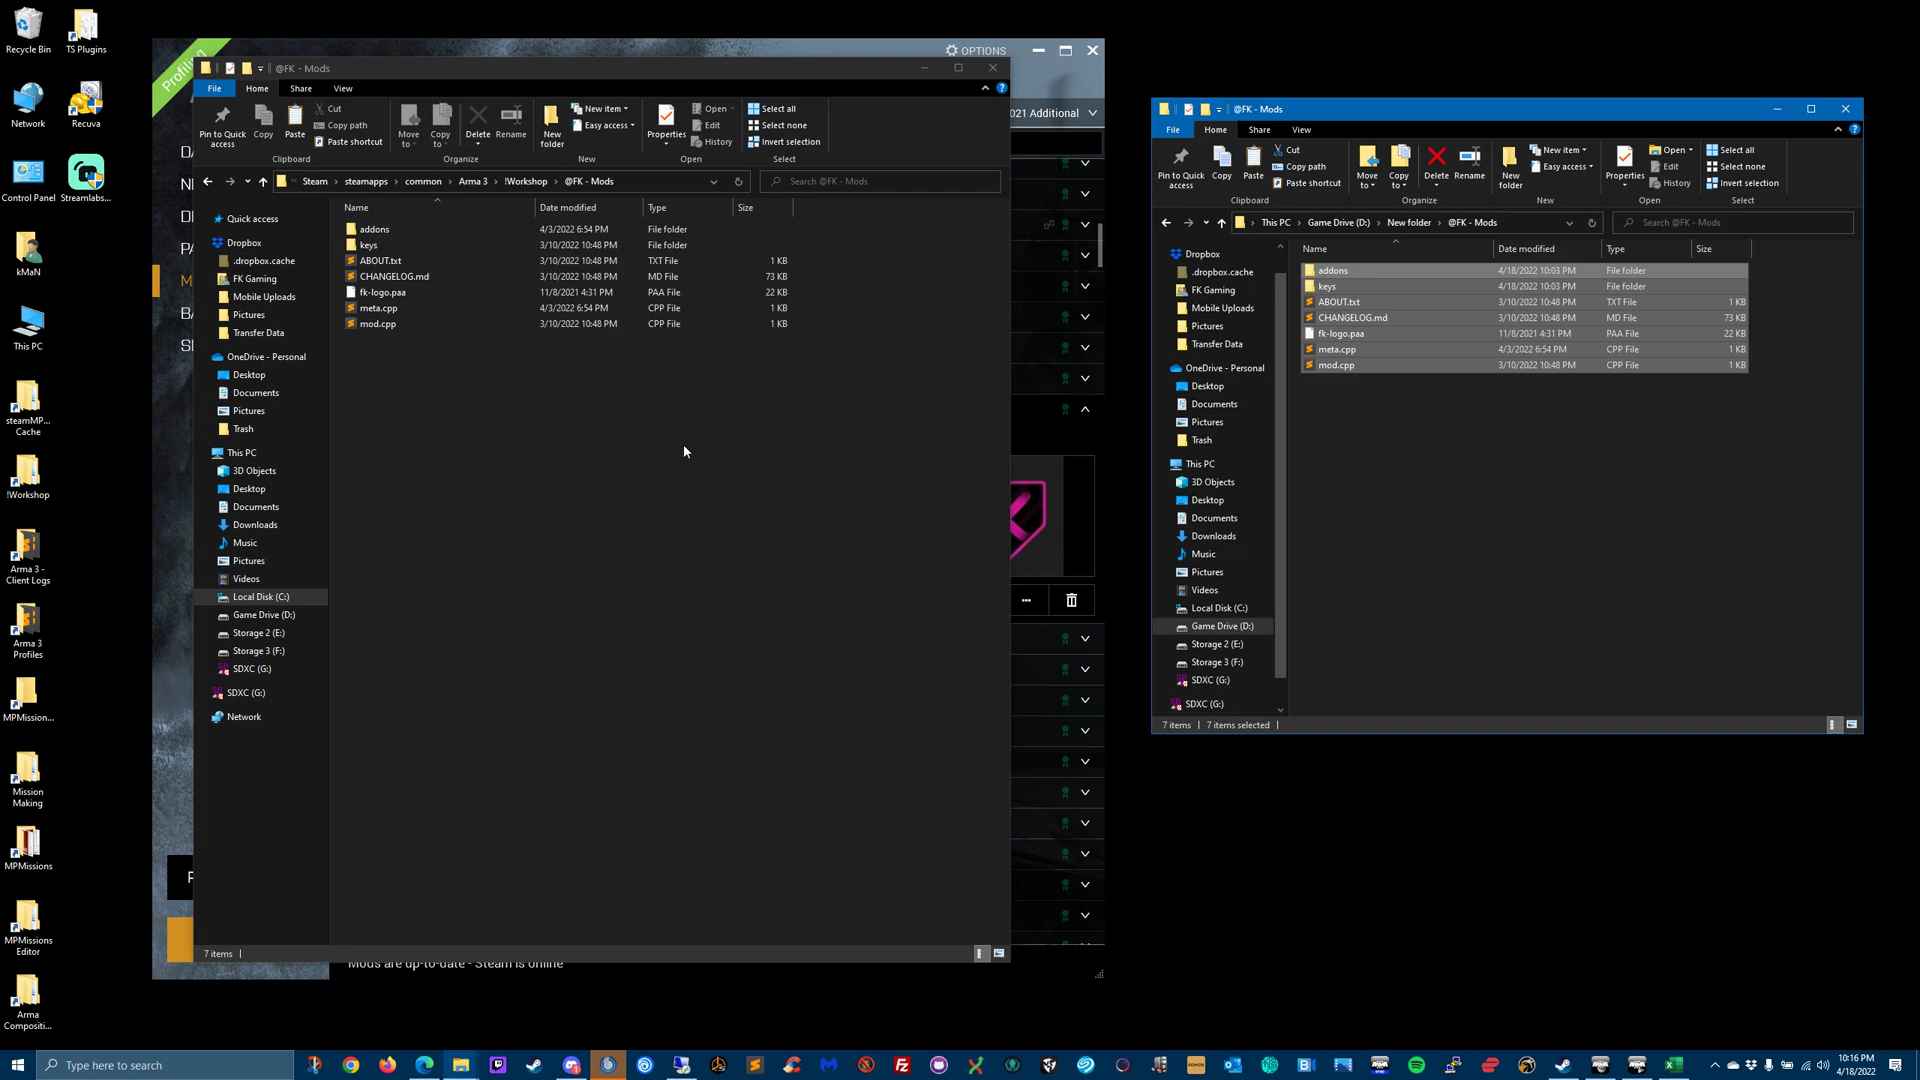 Recycle Bin
TS Plugins
Network
Recuva
Control Panel
Streamlabs...
kMaN
This PC
steamMP...
Cache
!Workshop
Arma 3 -
Client Logs
Arma 3
Profiles
MPMission...
Mission
Making
MPMissions
MPMissions
Editor
Arma
Compositi...
Profiling
OPTIONS
021 Additional
Mods are up-to-date - Steam is online
@FK - Mods
File
Home
Share
View
Pin to Quick
access
Copy
Paste
Cut
Copy path
Paste shortcut
Clipboard
Move
to
Copy
to
Delete
Rename
Organize
New
folder
New item
Easy access
New
Properties
Open
Edit
History
Open
Select all
Select none
Invert selection
Select
Steam > steamapps > common > Arma 3 > !Workshop > @FK - Mods
Search @FK - Mods
Name
Date modified
Type
Size
addons 4/3/2022 6:54 PM File folder
keys 3/10/2022 10:48 PM File folder
ABOUT.txt 3/10/2022 10:48 PM TXT File 1 KB
CHANGELOG.md 3/10/2022 10:48 PM MD File 73 KB
fk-logo.paa 11/8/2021 4:31 PM PAA File 22 KB
meta.cpp 4/3/2022 6:54 PM CPP File 1 KB
mod.cpp 3/10/2022 10:48 PM CPP File 1 KB
Quick access
Dropbox
.dropbox.cache
FK Gaming
Mobile Uploads
Pictures
Transfer Data
OneDrive - Personal
Desktop
Documents
Pictures
Trash
This PC
3D Objects
Desktop
Documents
Downloads
Music
Pictures
Videos
Local Disk (C:)
Game Drive (D:)
Storage 2 (E:)
Storage 3 (F:)
SDXC (G:)
SDXC (G:)
Network
7 items
@FK - Mods
File
Home
Share
View
Pin to Quick
access
Copy
Paste
Cut
Copy path
Paste shortcut
Clipboard
Move
to
Copy
to
Delete
Rename
Organize
New
folder
New item
Easy access
New
Properties
Open
Edit
History
Open
Select all
Select none
Invert selection
Select
This PC > Game Drive (D:) > New folder > @FK - Mods
Search @FK - Mods
Name
Date modified
Type
Size
addons 4/18/2022 10:03 PM File folder
keys 4/18/2022 10:03 PM File folder
ABOUT.txt 3/10/2022 10:48 PM TXT File 1 KB
CHANGELOG.md 3/10/2022 10:48 PM MD File 73 KB
fk-logo.paa 11/8/2021 4:31 PM PAA File 22 KB
meta.cpp 4/3/2022 6:54 PM CPP File 1 KB
mod.cpp 3/10/2022 10:48 PM CPP File 1 KB
Dropbox
.dropbox.cache
FK Gaming
Mobile Uploads
Pictures
Transfer Data
OneDrive - Personal
Desktop
Documents
Pictures
Trash
This PC
3D Objects
Desktop
Documents
Downloads
Music
Pictures
Videos
Local Disk (C:)
Game Drive (D:)
Storage 2 (E:)
Storage 3 (F:)
SDXC (G:)
SDXC (G:)
7 items
7 items selected
Type here to search
SONOS
10:16 PM
4/18/2022